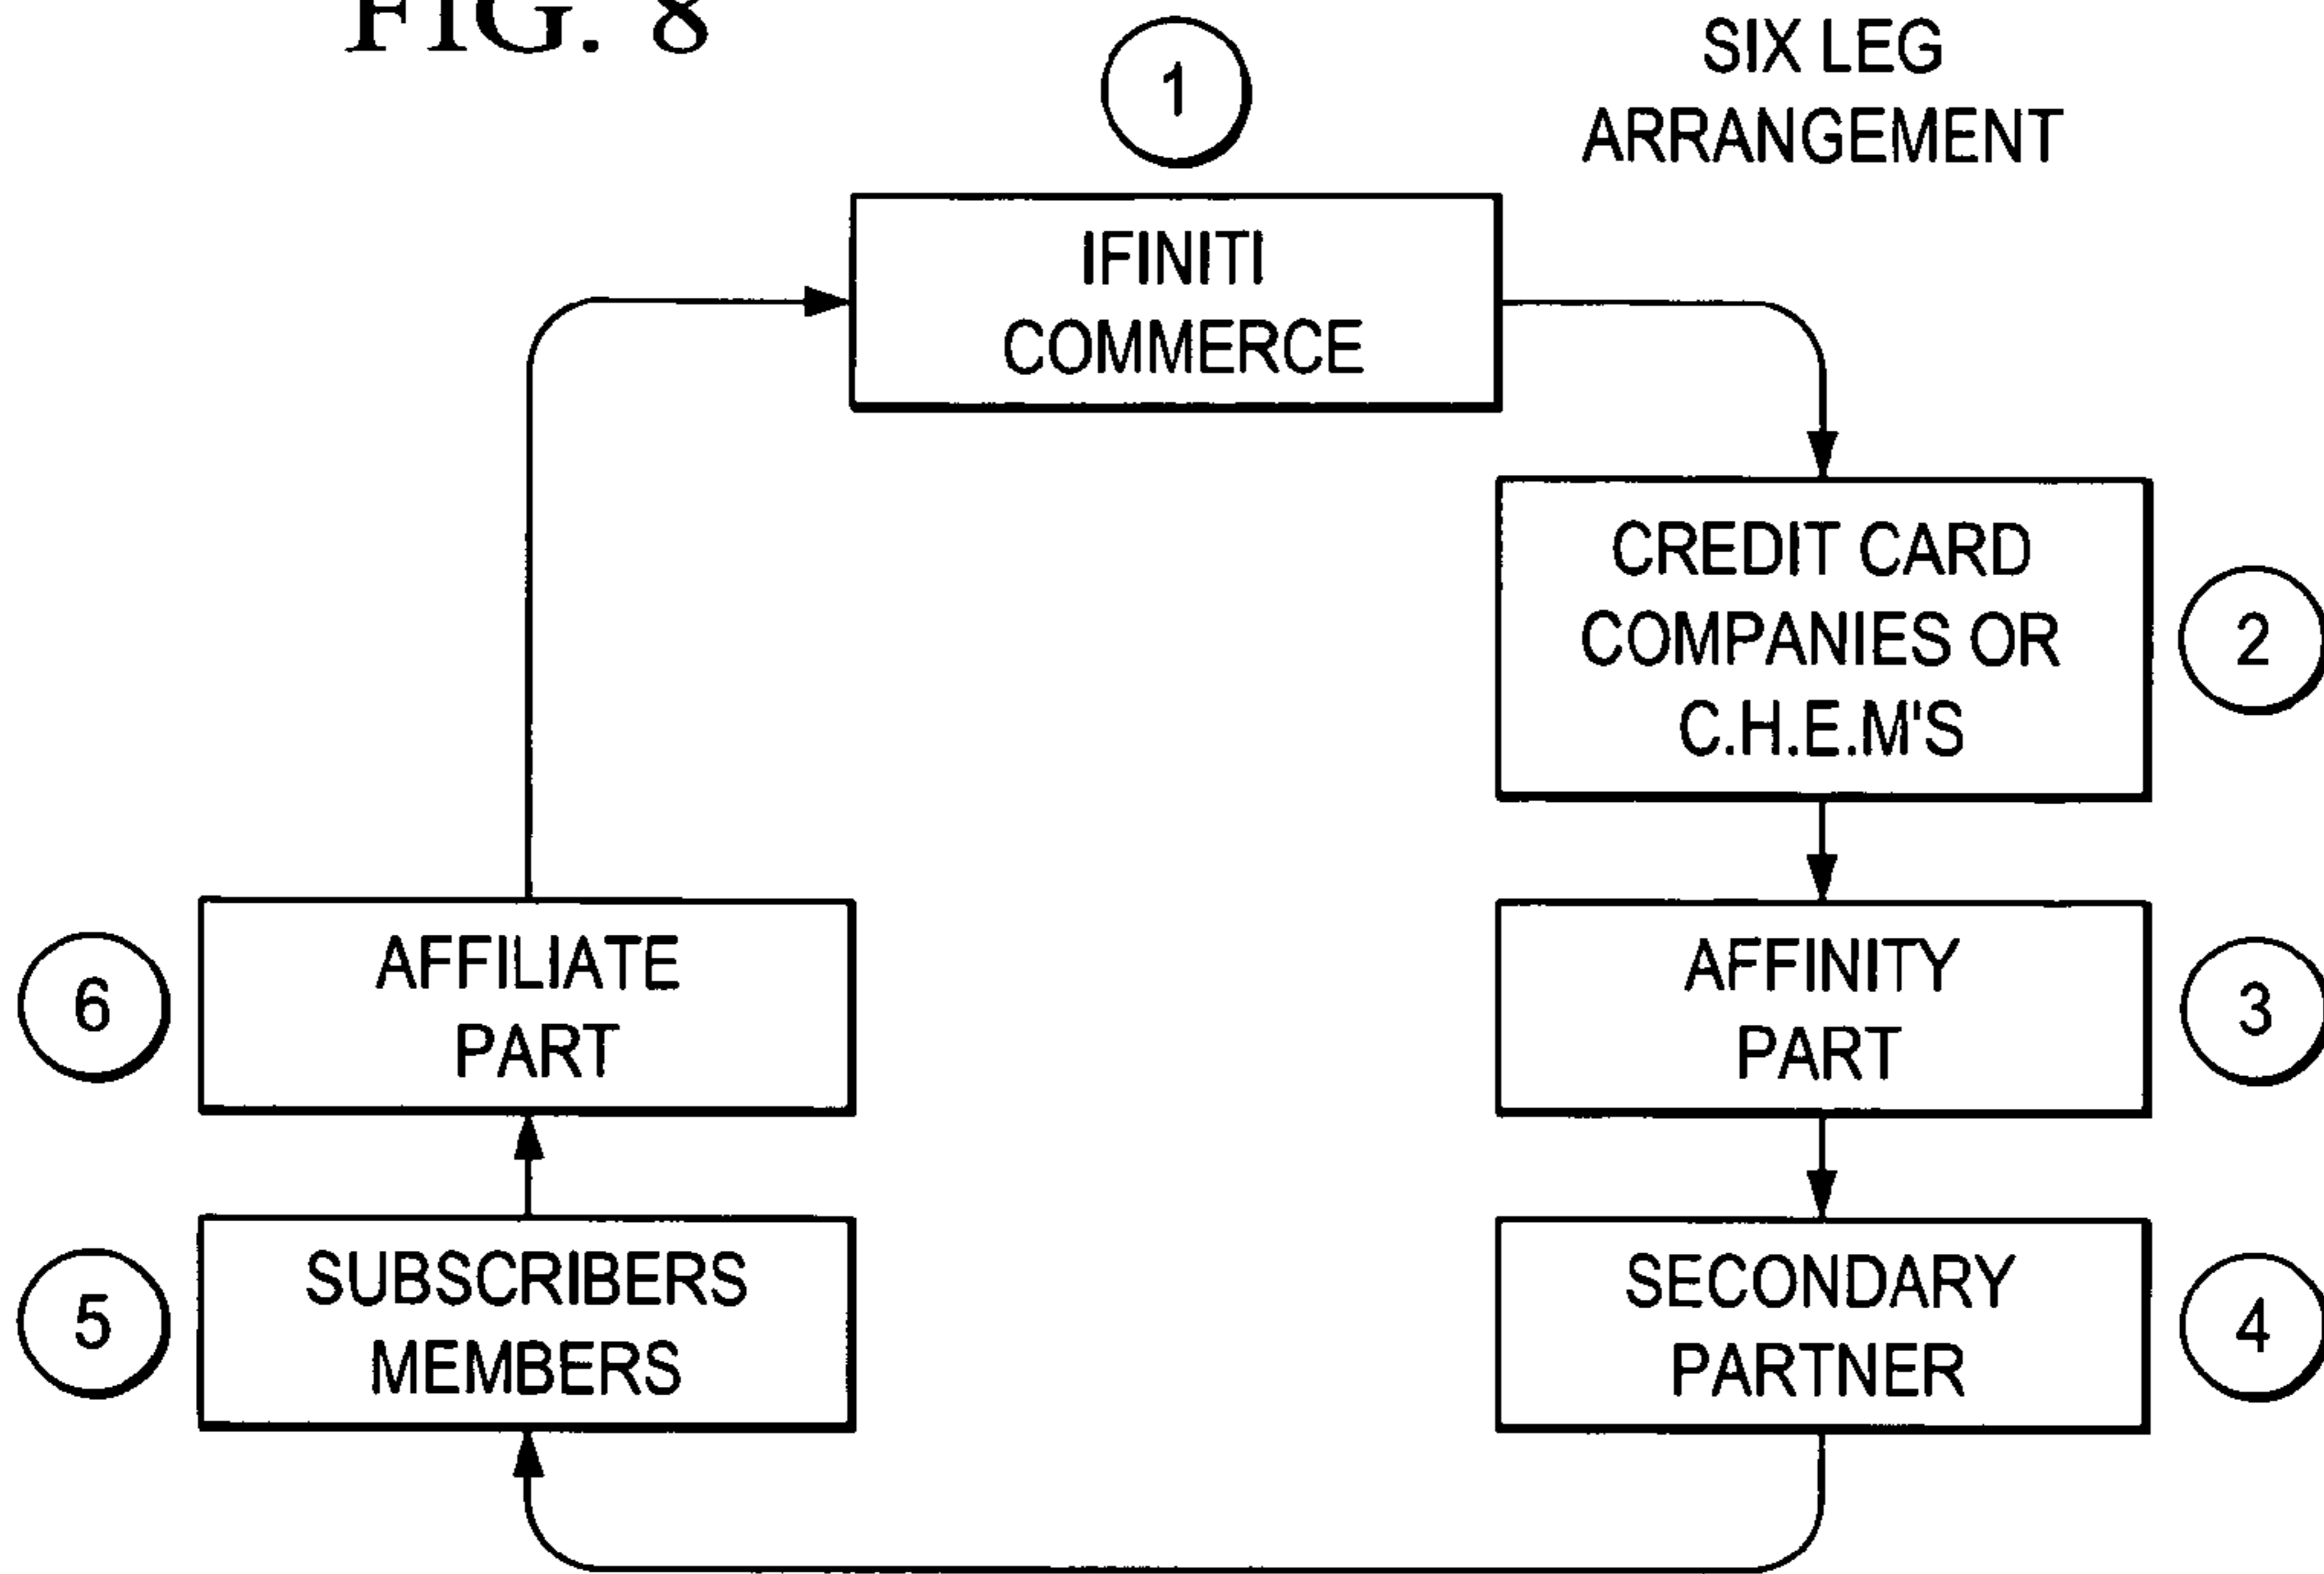 FIG. 8
SIX LEG
ARRANGEMENT
1
IFINITI
COMMERCE
CREDIT CARD
COMPANIES OR
C.H.E.M'S
2
AFFINITY
PART
3
SECONDARY
PARTNER
4
SUBSCRIBERS
MEMBERS
5
AFFILIATE
PART
6